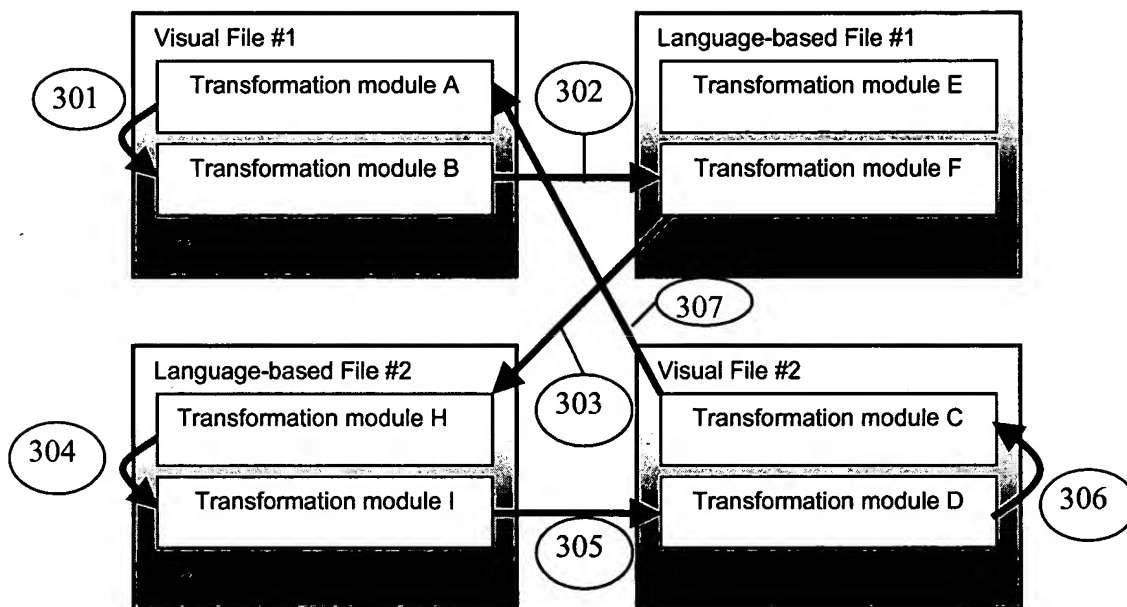 Visual File #1
Transformation module A
Transformation module B
301
302
Language-based File #1
Transformation module E
Transformation module F
307
303
Language-based File #2
Transformation module H
Transformation module I
304
305
Visual File #2
Transformation module C
Transformation module D
306